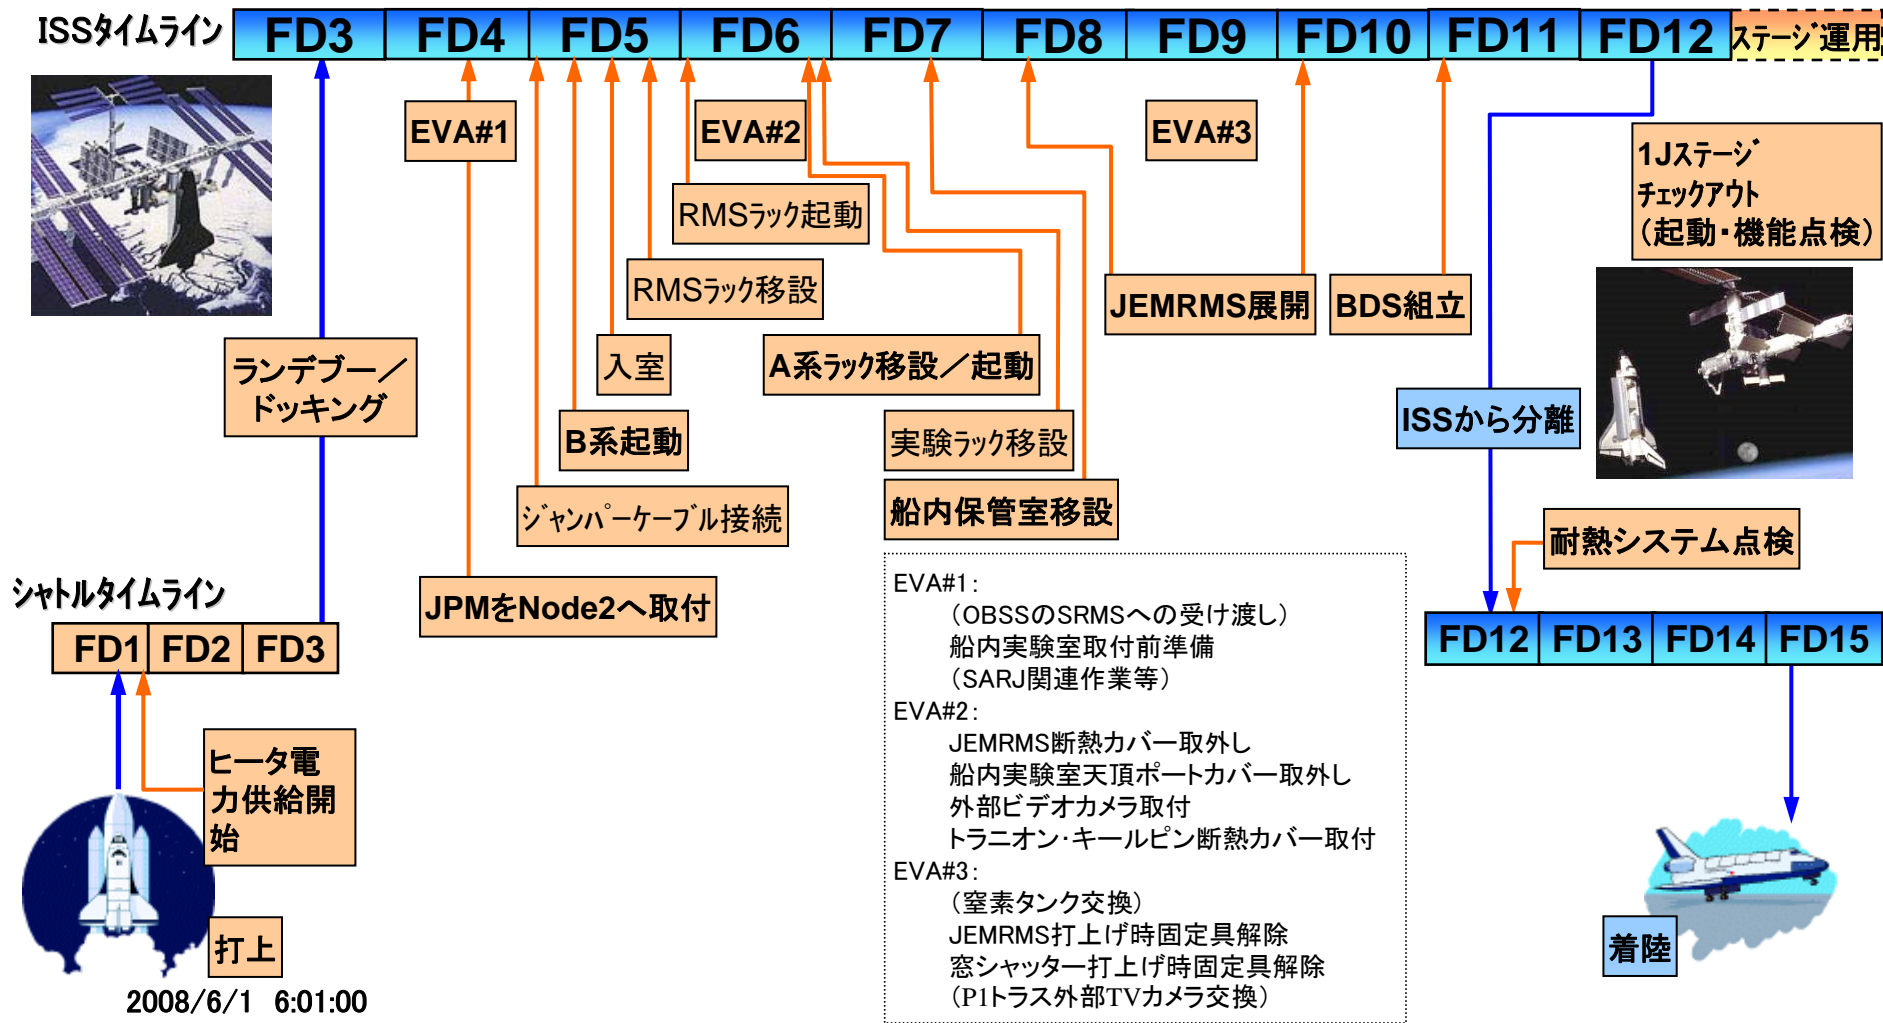 ISSタイムライン
FD3 FD4 FD5 FD6 FD7 FD8 FD9 FD10 FD11 FD12 ステージ運用
EVA#1
EVA#2
EVA#3
1Jステージ
チェックアウト
(起動・機能点検)
RMSラック起動
RMSラック移設
JEMRMS展開
BDS組立
ランデブー／
ドッキング
入室
A系ラック移設／起動
ISSから分離
B系起動
実験ラック移設
ジャンパーケーブル接続
船内保管室移設
耐熱システム点検
JPMをNode2へ取付
シャトルタイムライン
FD1 FD2 FD3
FD12 FD13 FD14 FD15
EVA#1：
（OBSSのSRMSへの受け渡し）
船内実験室取付前準備
（SARJ関連作業等）
EVA#2：
JEMRMS断熱カバー取外し
船内実験室天頂ポートカバー取外し
外部ビデオカメラ取付
トラニオン・キールピン断熱カバー取付
EVA#3：
（窒素タンク交換）
JEMRMS打上げ時固定具解除
窓シャッター打上げ時固定具解除
（P1トラス外部TVカメラ交換）
ヒータ電
力供給開
始
打上
2008/6/1 6:01:00
着陸